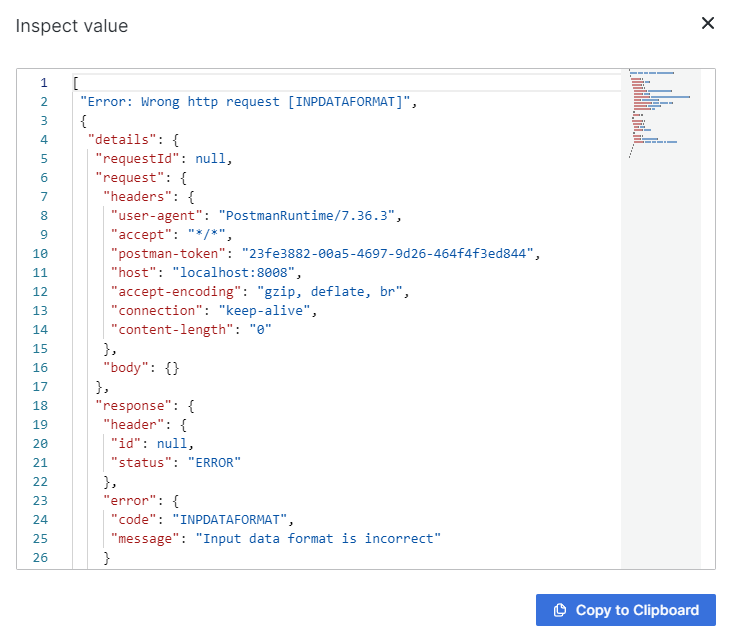 Inspect value
1 [
2 "Error: Wrong http request [INPDATAFORMAT]",
3 {
4 "details": {
5 "requestId": null,
6 "request": {
7 "headers": {
8 "user-agent": "PostmanRuntime/7.36.3",
9 "accept": "*/*",
10 "postman-token": "23fe3882-00a5-4697-9d26-464f4f3ed844",
11 "host": "localhost:8008",
12 "accept-encoding": "gzip, deflate, br",
13 "connection": "keep-alive",
14 "content-length": "0"
15 },
16 "body": {}
17 },
18 "response": {
19 "header": {
20 "id": null,
21 "status": "ERROR"
22 },
23 "error": {
24 "code": "INPDATAFORMAT",
25 "message": "Input data format is incorrect"
26 }
Copy to Clipboard